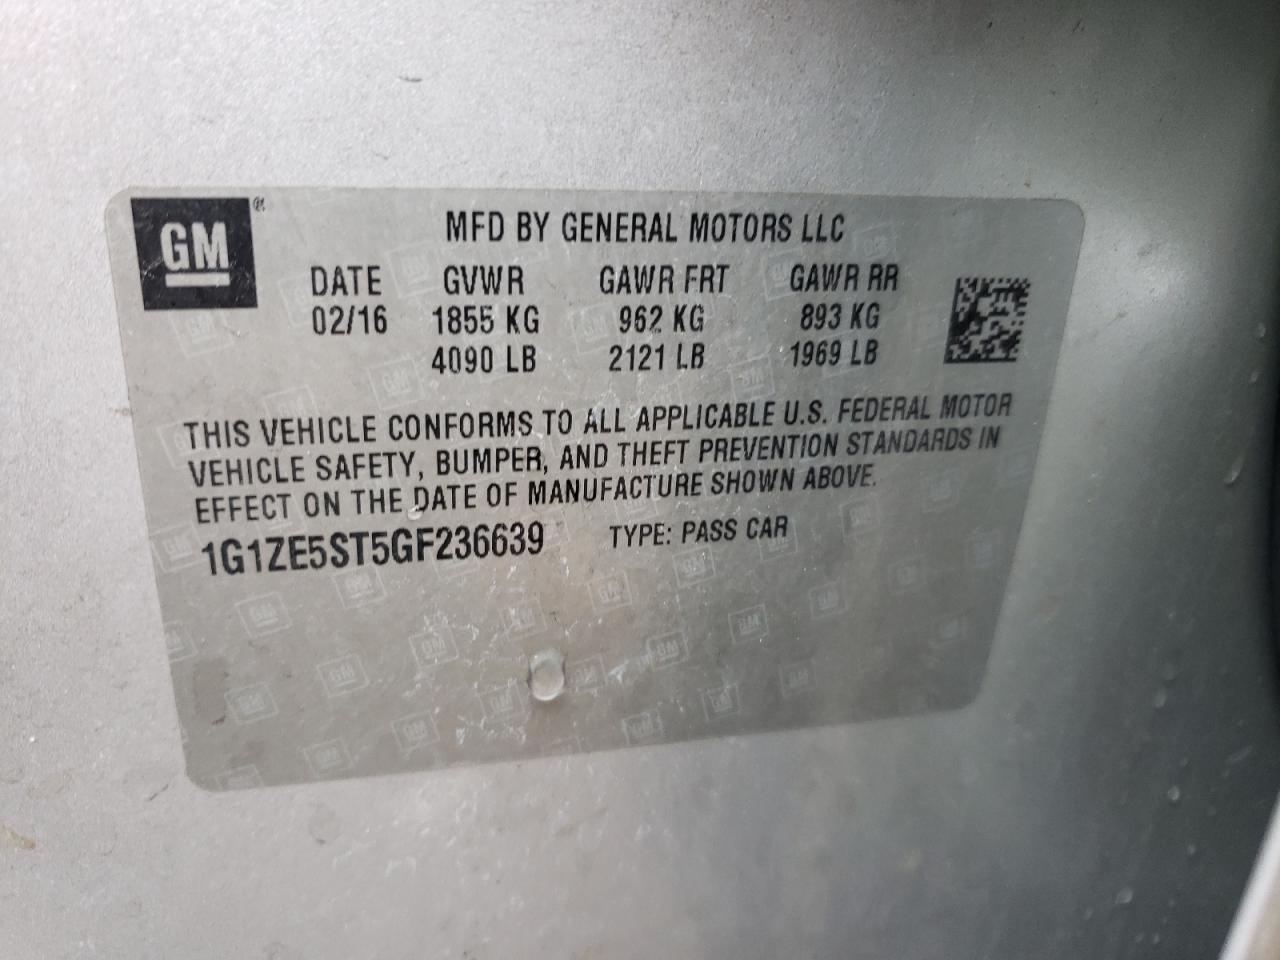 GM ®
MFD BY GENERAL MOTORS LLC
DATE GVWR GAWR FRT GAWR RR
02/16 1855 KG 962 KG 893 KG
4090 LB 2121 LB 1969 LB
THIS VEHICLE CONFORMS TO ALL APPLICABLE U.S. FEDERAL MOTOR
VEHICLE SAFETY, BUMPER, AND THEFT PREVENTION STANDARDS IN
EFFECT ON THE DATE OF MANUFACTURE SHOWN ABOVE.
1G1ZE5ST5GF236639 TYPE: PASS CAR